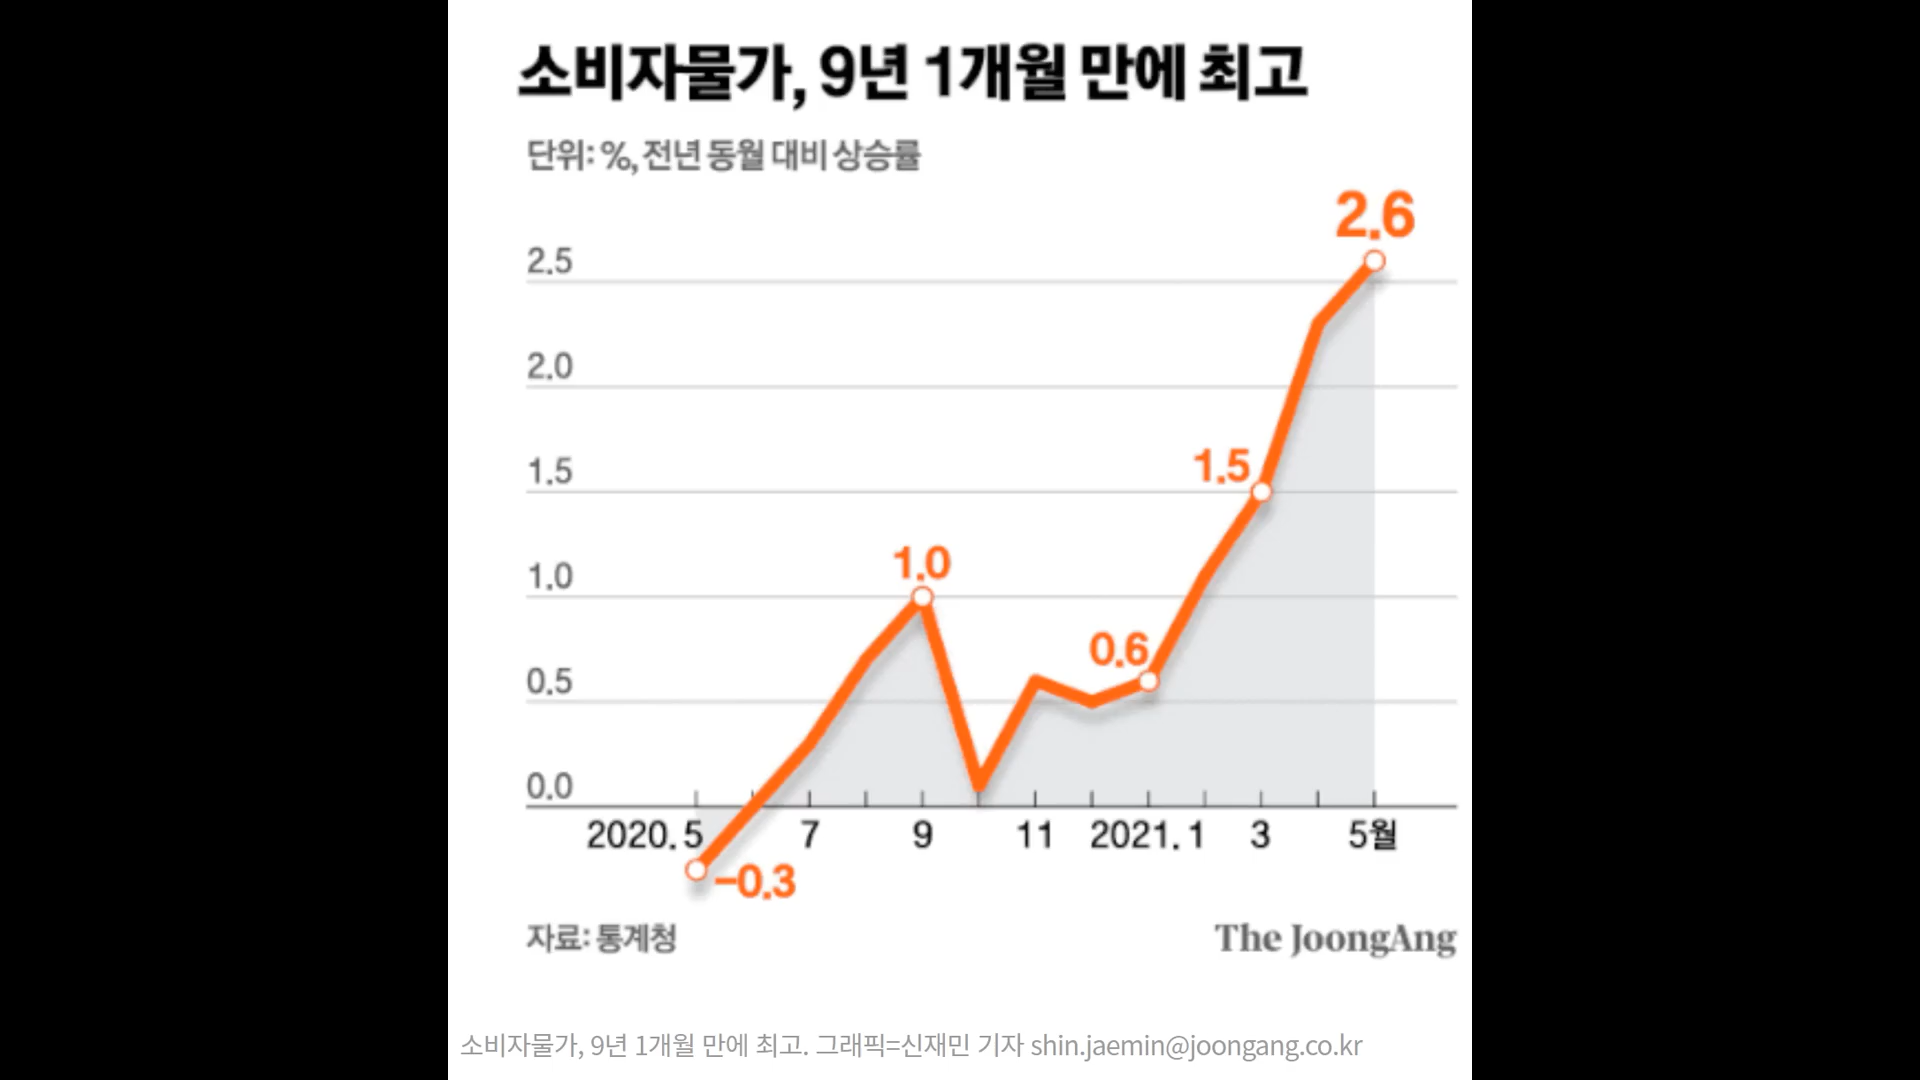 소비자물가, 9년 1개월 만에 최고
단위: %, 전년 동월 대비 상승률
2.6
2.5
2.0
1.5
1.5
1.0
1.0
0.6
0.5
0.0
2020. 5 7 9 11 2021. 1 3 5월
-0.3
자료: 통계청 The JoongAng
소비자물가, 9년 1개월 만에 최고. 그래픽=신재민 기자 shin.jaemin@joongang.co.kr